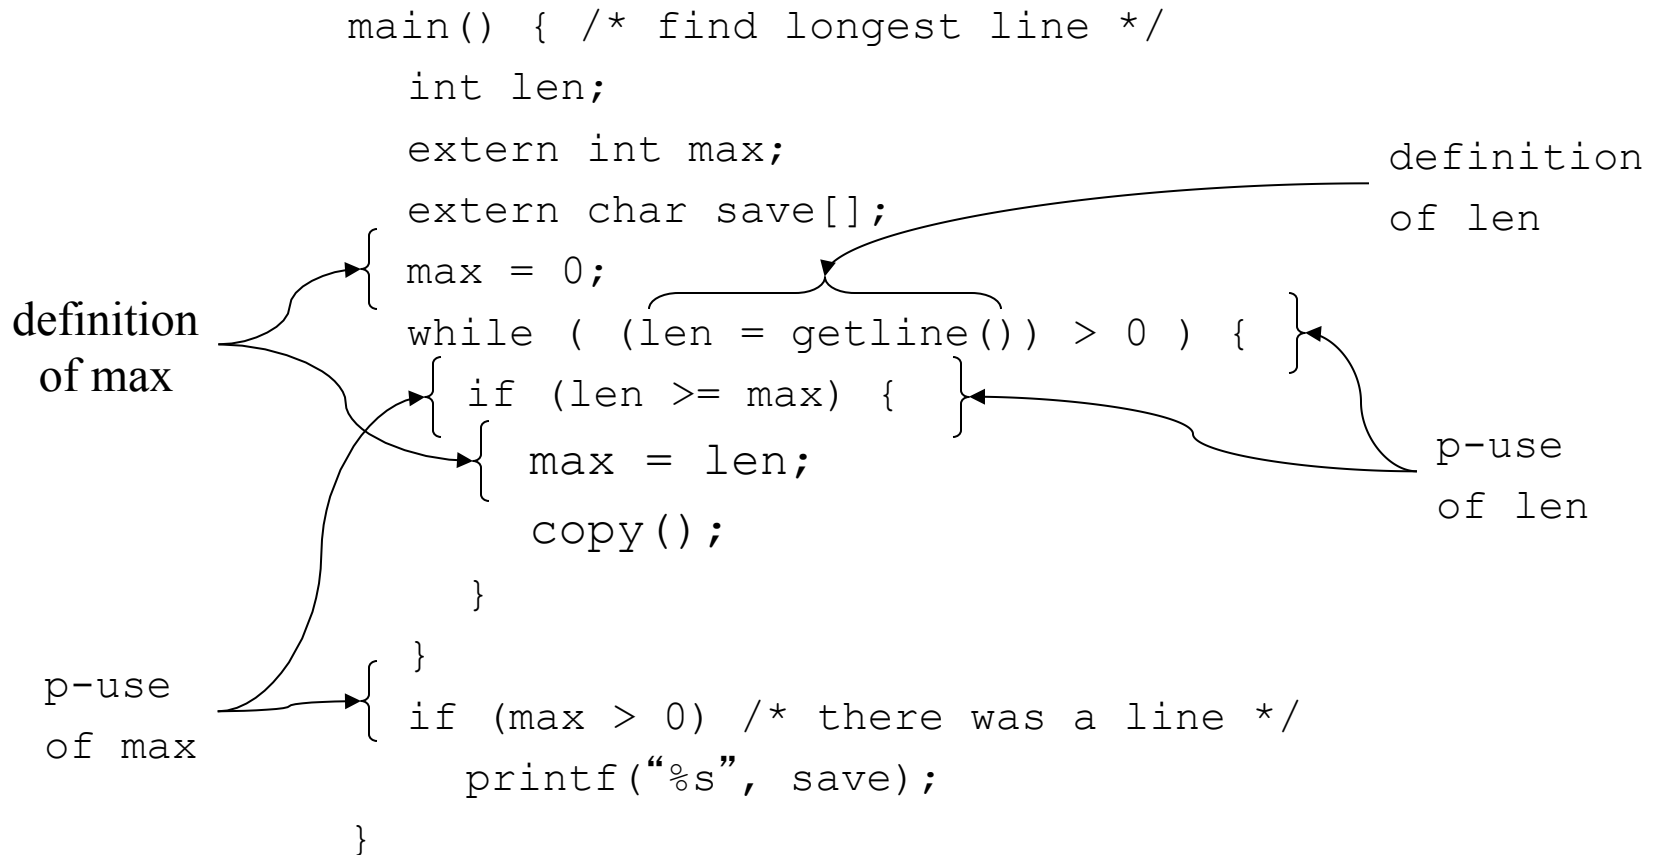 main() { /* find longest line */
int len;
extern int max;
extern char save[];
max = 0;
while ( (len = getline()) > 0 ) {
if (len >= max) {
max = len;
copy();
}
}
if (max > 0) /* there was a line */
printf(“%s”, save);
}
definition
of max
p-use
of max
definition
of len
p-use
of len